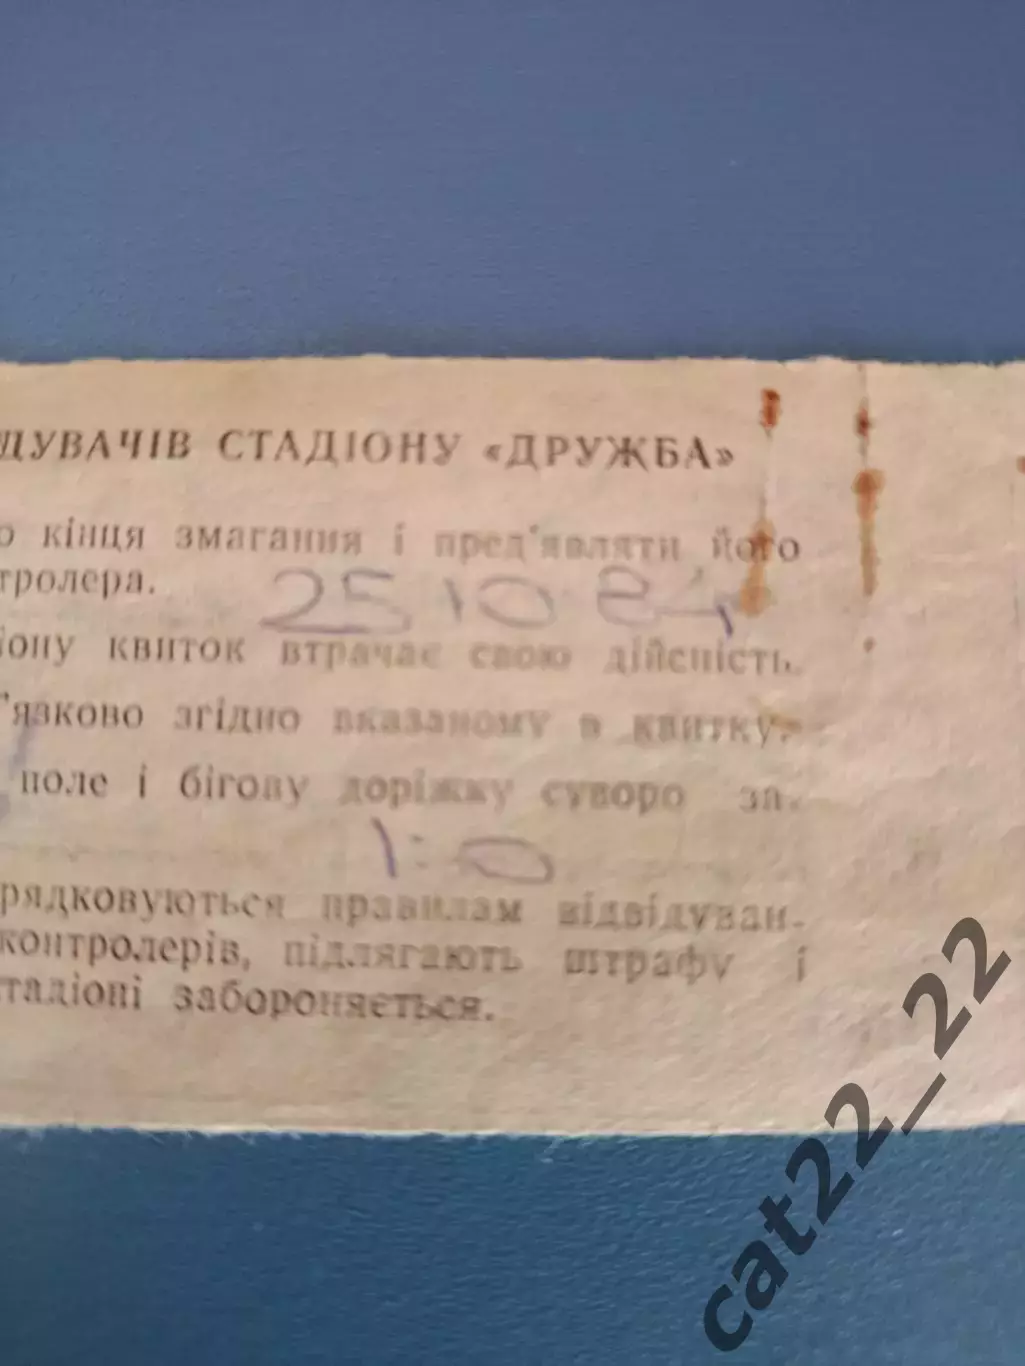 ДУВАЧІВ СТАДІОНУ «ДРУЖБА»
о кінця змагання і пред'являти його
тролера.
25 10 84
іону квиток втрачає свою дійсність.
'язково згідно вказаному в квитку.
поле і бігову доріжку суворо за-
1:0
рядковуються правилам відвідуван-
контролерів, підлягають штрафу і
тадіоні забороняється.
cat22_22